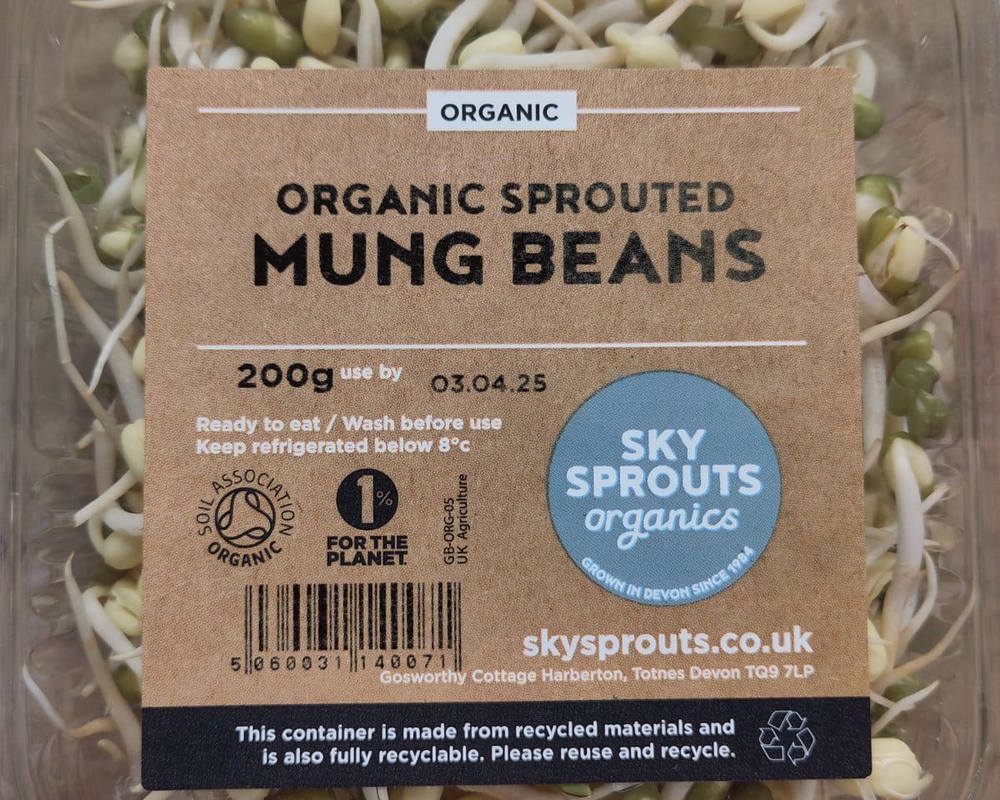 ORGANIC
ORGANIC SPROUTED
MUNG BEANS
200g use by 03.04.25
Ready to eat / Wash before use
Keep refrigerated below 8°c
SOIL ASSOCIATION
ORGANIC
1%
FOR THE
PLANET
GB-ORG-05
UK Agriculture
SKY
SPROUTS
organics
GROWN IN DEVON SINCE 1984
5 060031 140071
skysprouts.co.uk
Gosworthy Cottage Harberton, Totnes Devon TQ9 7LP
This container is made from recycled materials and
is also fully recyclable. Please reuse and recycle.